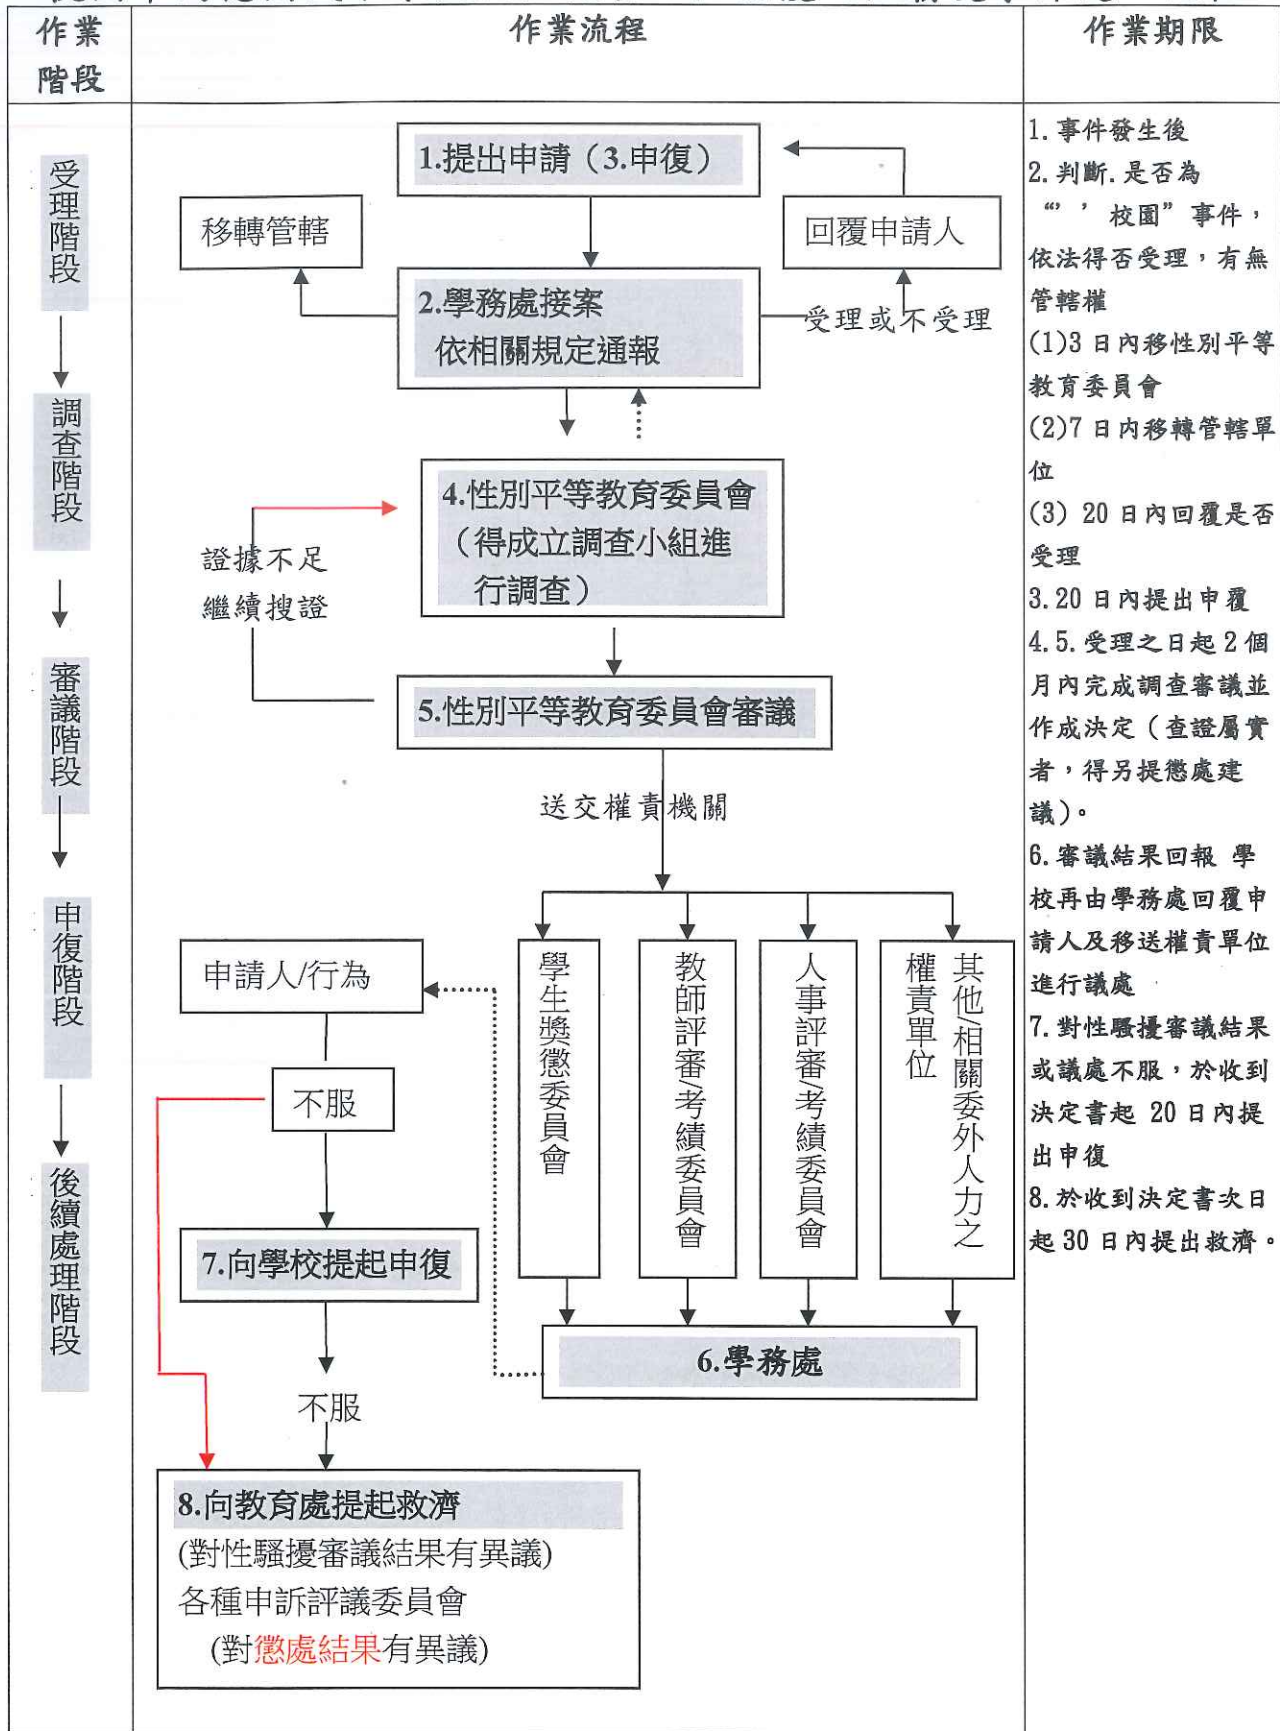 作業
階段
作業流程
作業期限
受理階段
調查階段
審議階段
申復階段
後續處理階段
1.提出申請（3.申復）
移轉管轄
回覆申請人
2.學務處接案
依相關規定通報
受理或不受理
4.性別平等教育委員會
（得成立調查小組進
行調查）
證據不足
繼續搜證
5.性別平等教育委員會審議
送交權責機關
學生獎懲委員會
教師評審/考績委員會
人事評審/考績委員會
其他/相關委外人力之
權責單位
申請人/行為
不服
7.向學校提起申復
6.學務處
不服
8.向教育處提起救濟
(對性騷擾審議結果有異議)
各種申訴評議委員會
(對懲處結果有異議)
1.事件發生後
2.判斷.是否為
“’校園”事件，
依法得否受理，有無
管轄權
(1)3 日內移性別平等
教育委員會
(2)7 日內移轉管轄單
位
(3) 20 日內回覆是否
受理
3.20 日內提出申覆
4.5.受理之日起 2 個
月內完成調查審議並
作成決定（查證屬實
者，得另提懲處建
議）。
6.審議結果回報 學
校再由學務處回覆申
請人及移送權責單位
進行議處
7.對性騷擾審議結果
或議處不服，於收到
決定書起 20 日內提
出申復
8.於收到決定書次日
起 30 日內提出救濟。